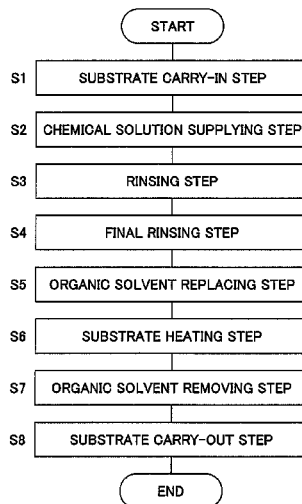 START
S1 SUBSTRATE CARRY-IN STEP
S2 CHEMICAL SOLUTION SUPPLYING STEP
S3 RINSING STEP
S4 FINAL RINSING STEP
S5 ORGANIC SOLVENT REPLACING STEP
S6 SUBSTRATE HEATING STEP
S7 ORGANIC SOLVENT REMOVING STEP
S8 SUBSTRATE CARRY-OUT STEP
END